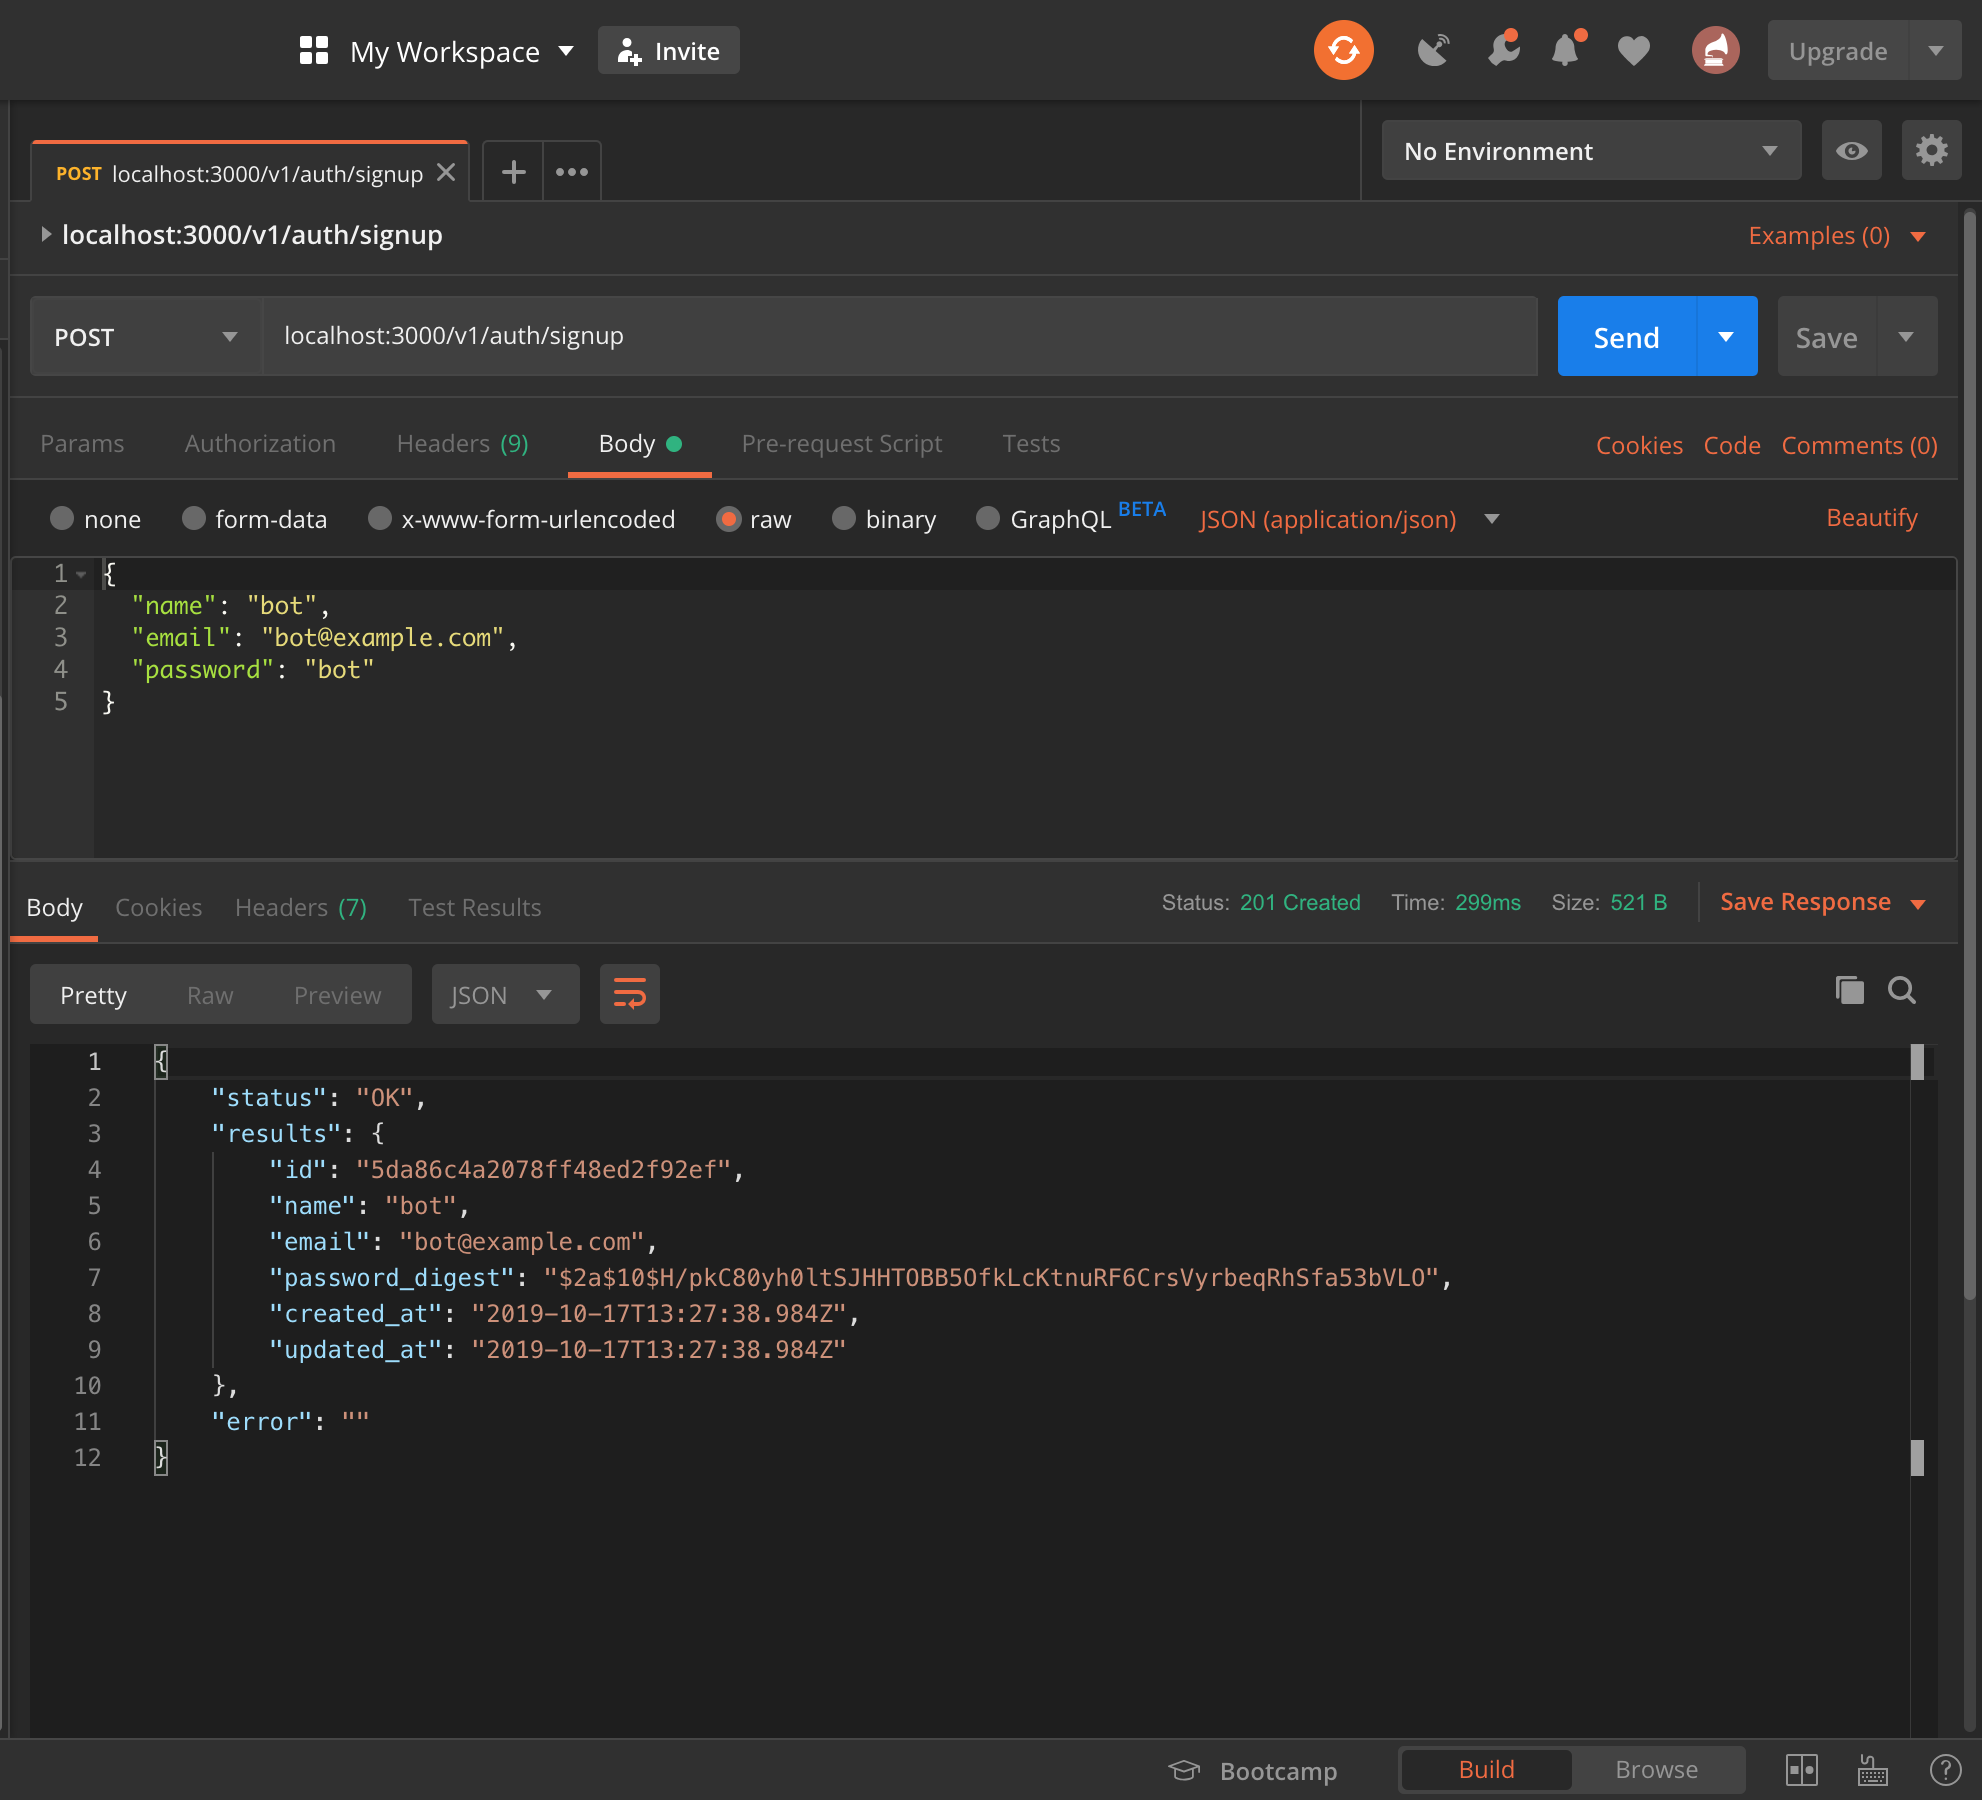 My Workspace
Invite
Upgrade
POST localhost:3000/v1/auth/signup
No Environment
localhost:3000/v1/auth/signup
Examples (0)
POST
localhost:3000/v1/auth/signup
Send
Save
Params Authorization Headers (9) Body Pre-request Script Tests
Cookies Code Comments (0)
none form-data x-www-form-urlencoded raw binary GraphQL BETA JSON (application/json)
Beautify
1 {
2 "name": "bot",
3 "email": "bot@example.com",
4 "password": "bot"
5 }
Body Cookies Headers (7) Test Results
Status: 201 Created Time: 299ms Size: 521 B
Save Response
Pretty Raw Preview JSON
1 {
2 "status": "OK",
3 "results": {
4 "id": "5da86c4a2078ff48ed2f92ef",
5 "name": "bot",
6 "email": "bot@example.com",
7 "password_digest": "$2a$10$H/pkC80yh0ltSJHHTOBB5OfkLcKtnuRF6CrsVyrbeqRhSfa53bVLO",
8 "created_at": "2019-10-17T13:27:38.984Z",
9 "updated_at": "2019-10-17T13:27:38.984Z"
10 },
11 "error": ""
12 }
Bootcamp
Build
Browse